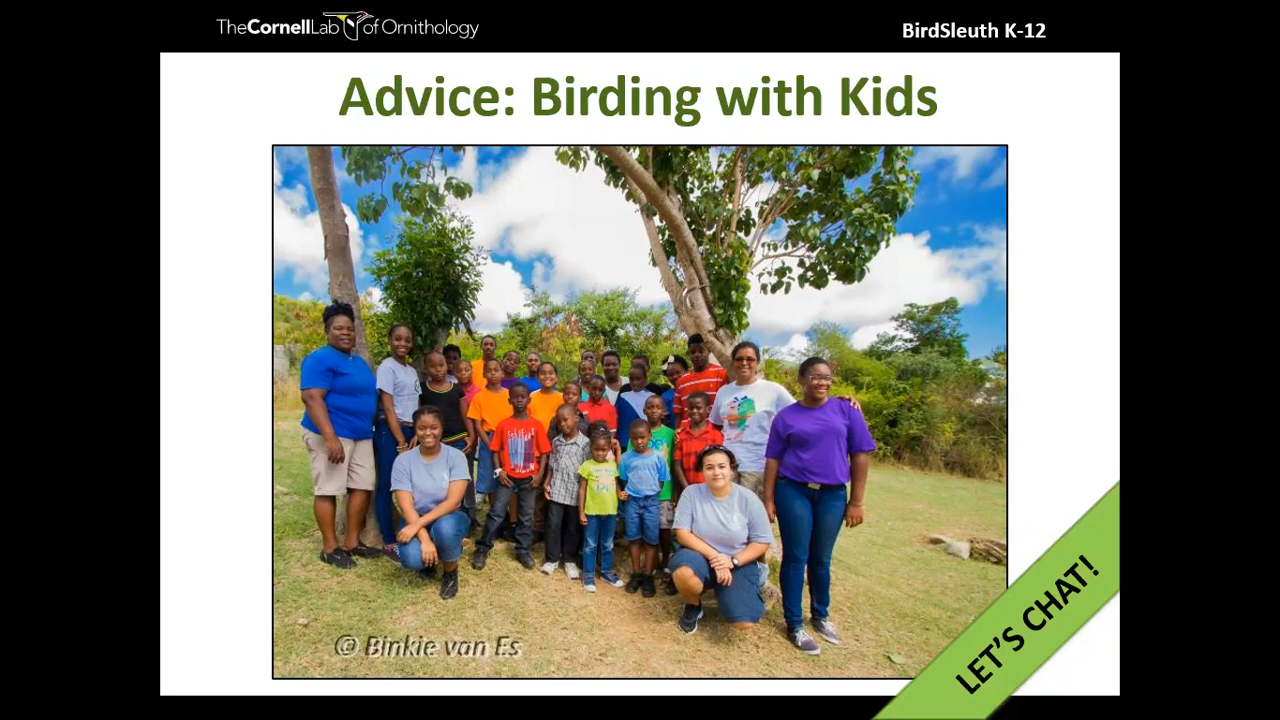 TheCornellLab of Ornithology
BirdSleuth K-12
Advice: Birding with Kids
© Binkie van Es
LET'S CHAT!